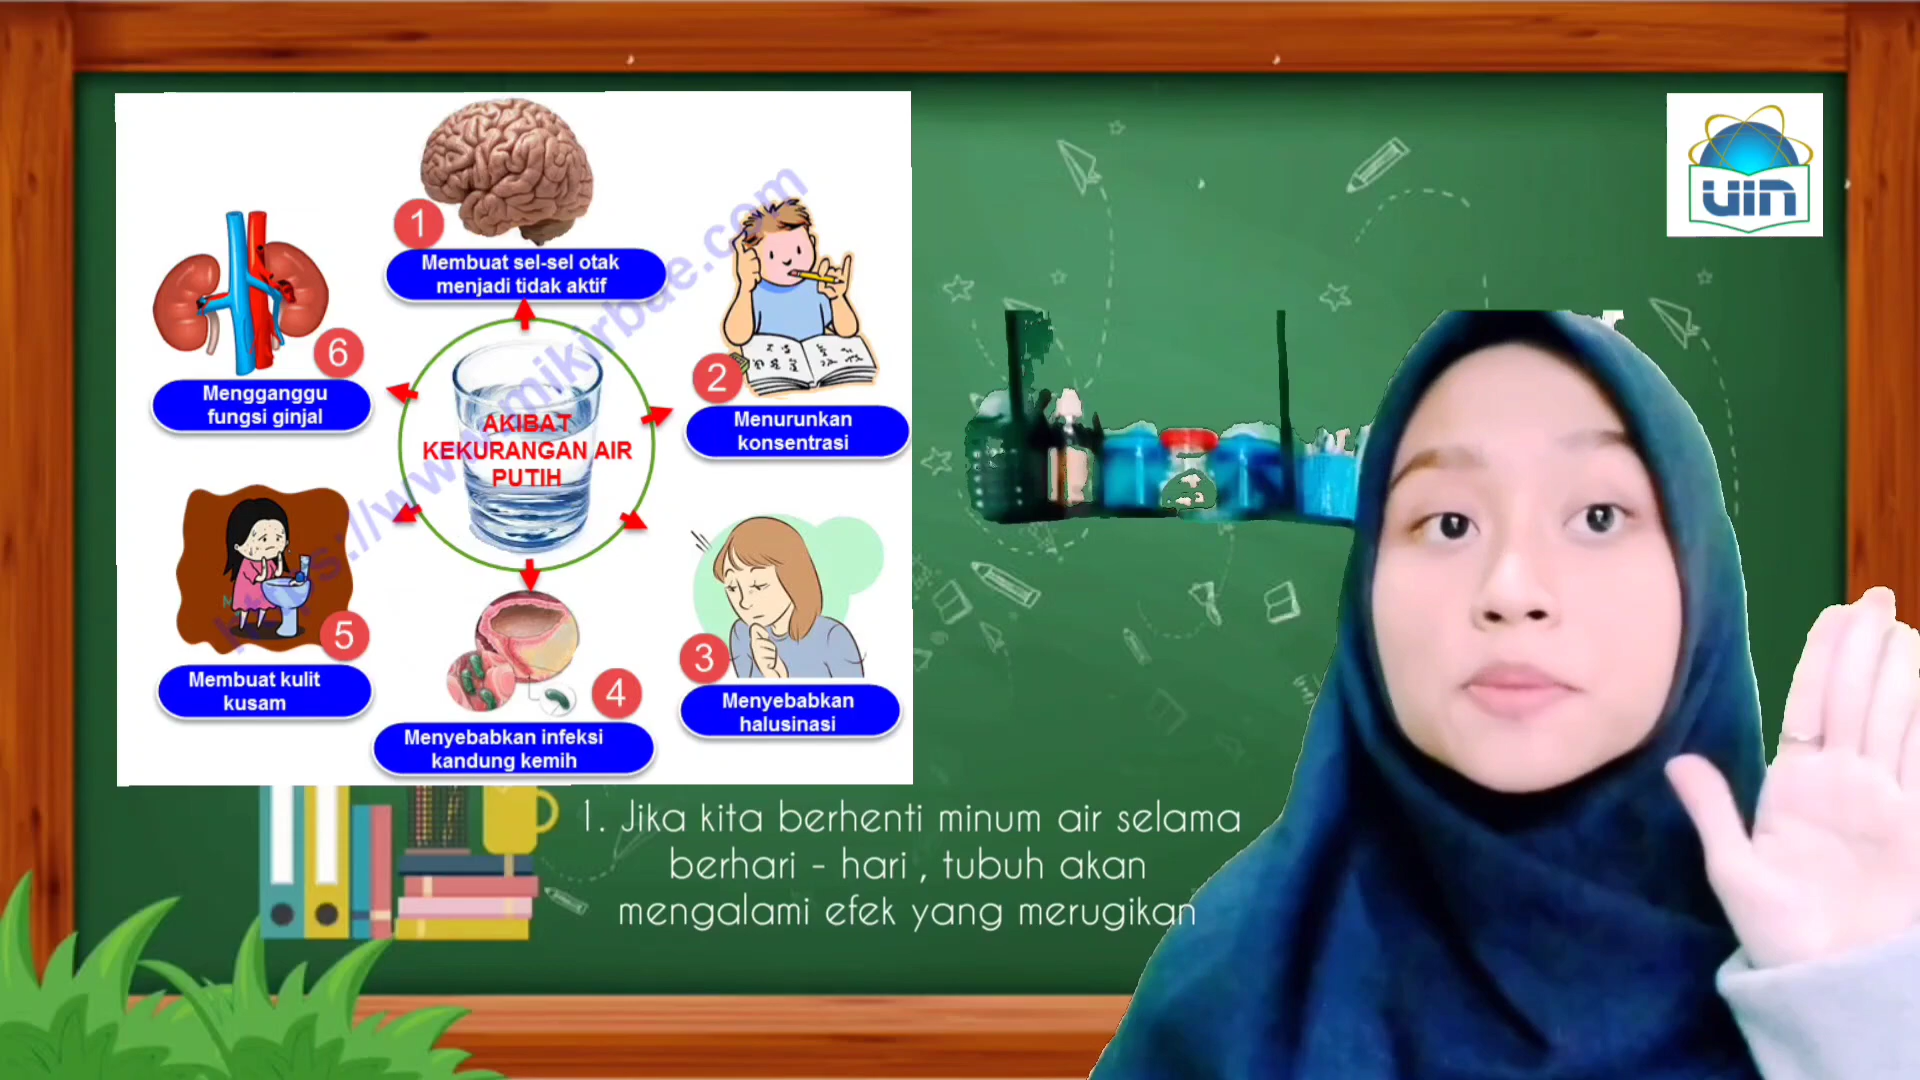 1
Membuat sel-sel otak
menjadi tidak aktif
2
Menurunkan
konsentrasi
3
Menyebabkan
halusinasi
4
Menyebabkan infeksi
kandung kemih
5
Membuat kulit
kusam
6
Mengganggu
fungsi ginjal
AKIBAT
KEKURANGAN AIR
PUTIH
uin
1. Jika kita berhenti minum air selama
berhari - hari , tubuh akan
mengalami efek yang merugikan